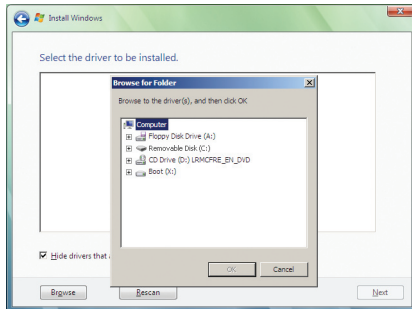 Install Windows
Select the driver to be installed.
Browse for Folder
Browse to the driver(s), and then click OK
Computer
Floppy Disk Drive (A:)
Removable Disk (C:)
CD Drive (D:) LRMCFRE_EN_DVD
Boot (X:)
Hide drivers that
OK
Cancel
Browse
Rescan
Next